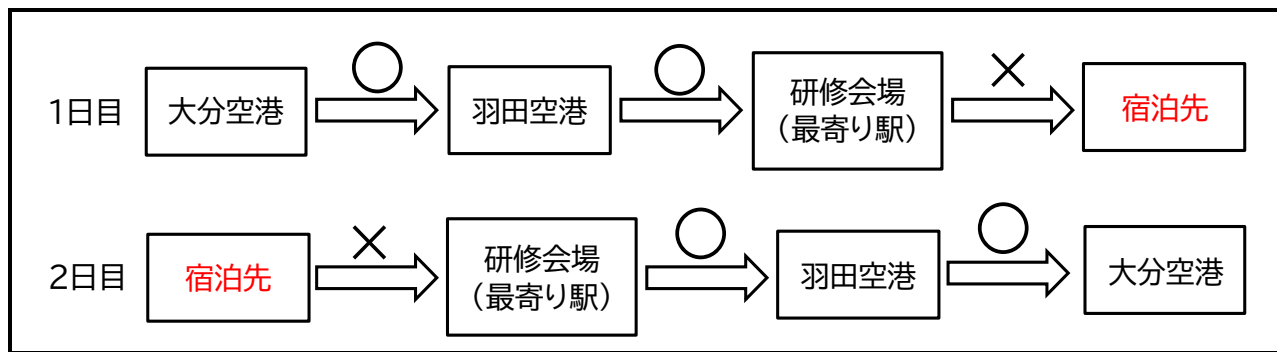 1日目
大分空港
○
羽田空港
○
研修会場
（最寄り駅）
×
宿泊先
2日目
宿泊先
×
研修会場
（最寄り駅）
○
羽田空港
○
大分空港